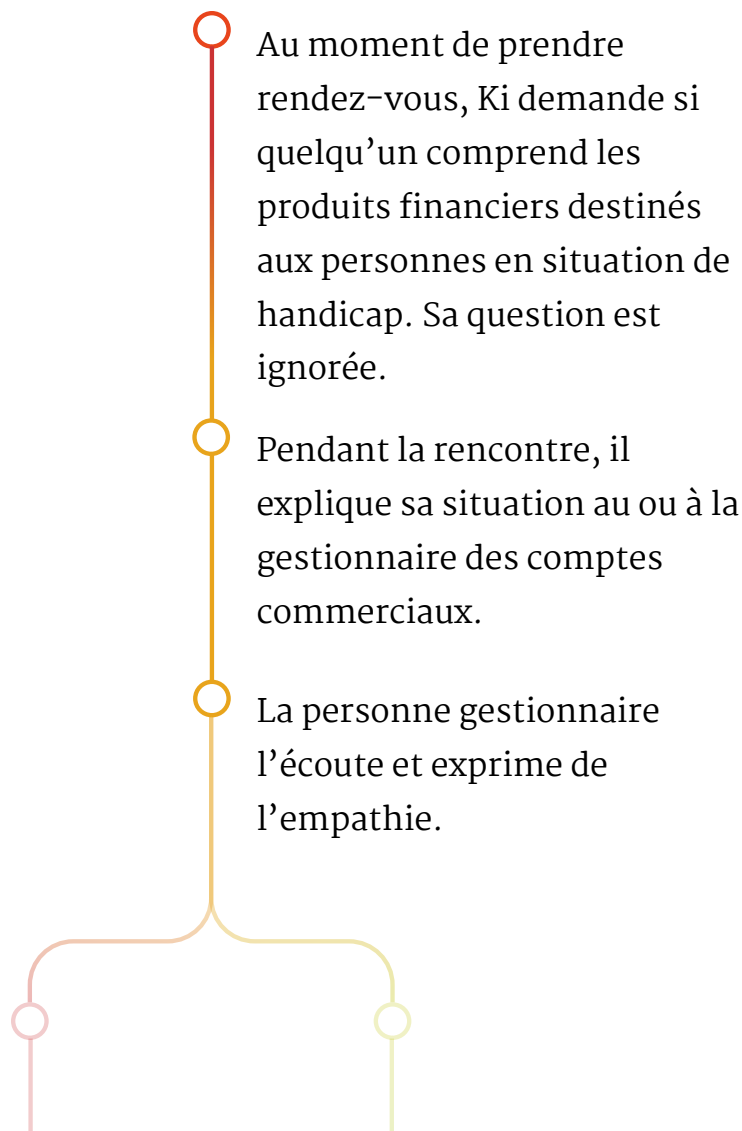 Au moment de prendre
rendez-vous, Ki demande si
quelqu’un comprend les
produits financiers destinés
aux personnes en situation de
handicap. Sa question est
ignorée.
Pendant la rencontre, il
explique sa situation au ou à la
gestionnaire des comptes
commerciaux.
La personne gestionnaire
l’écoute et exprime de
l’empathie.